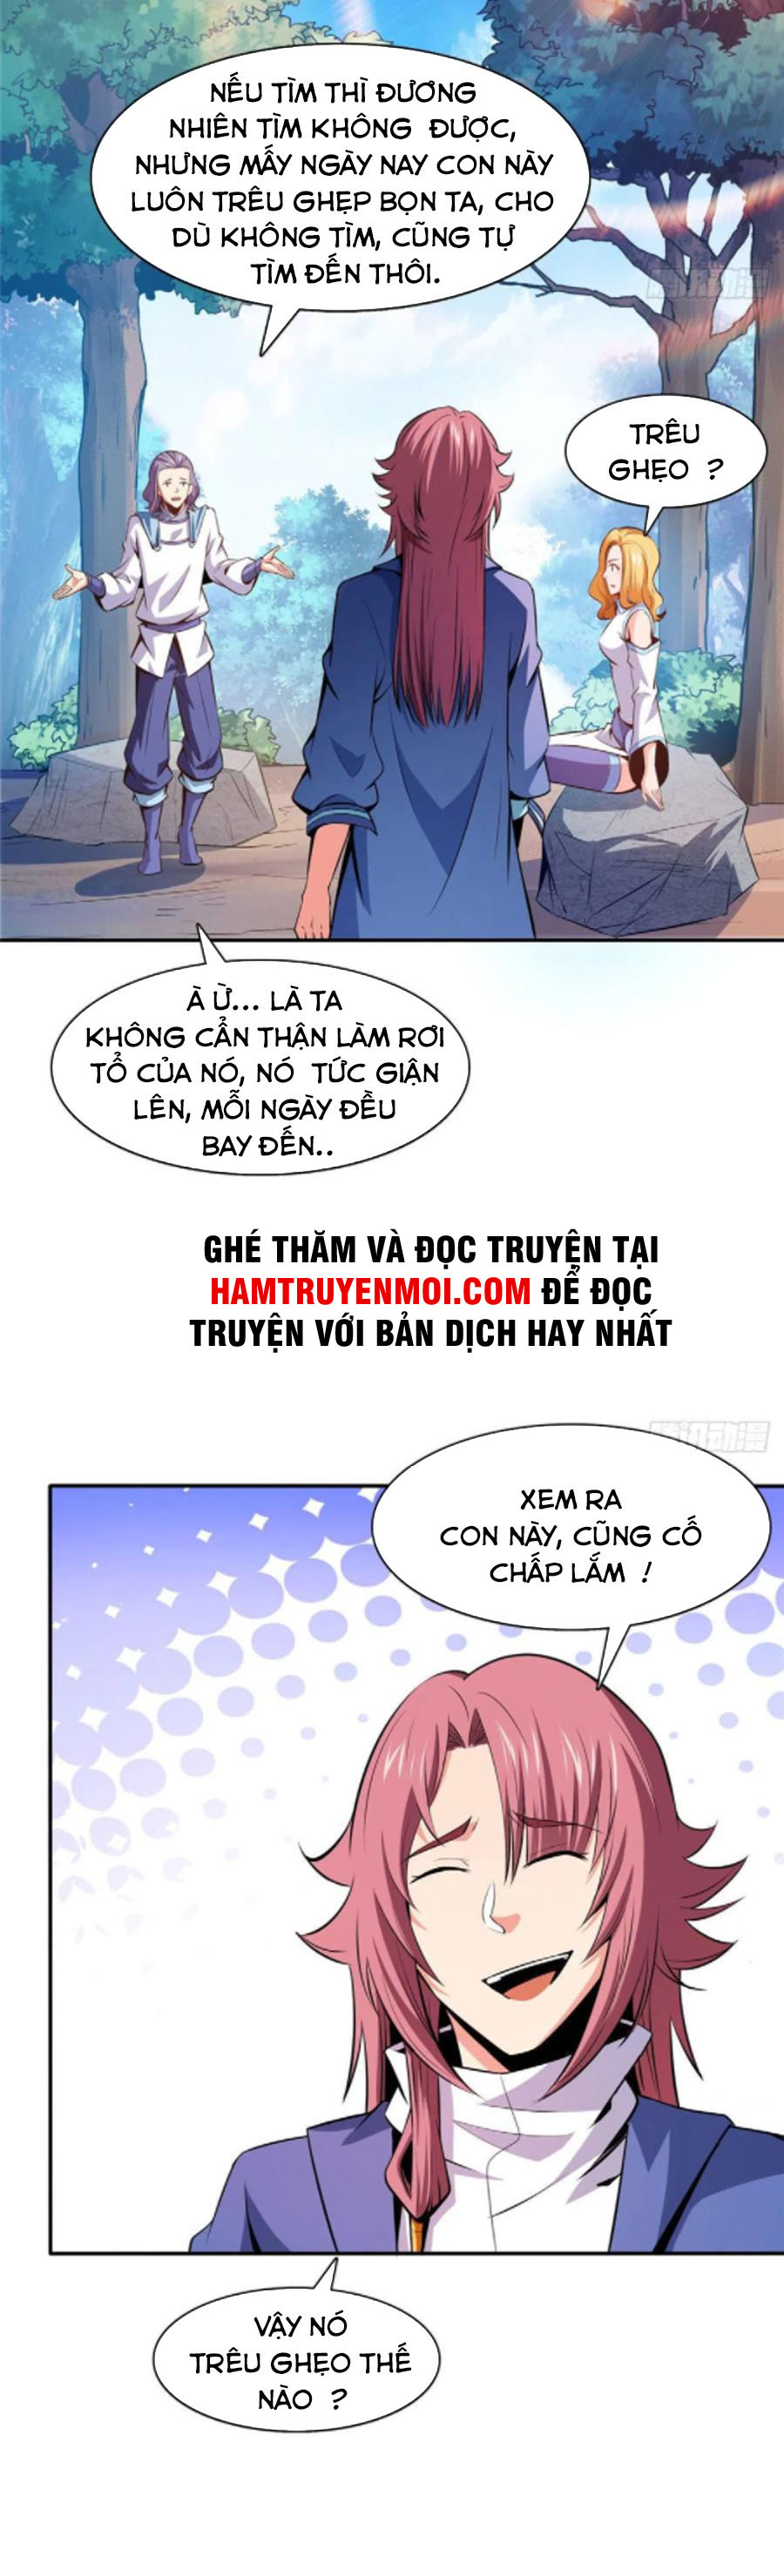 NẾU TÌM THÌ ĐƯƠNG
NHIÊN TÌM KHÔNG ĐƯỢC,
NHƯNG MẤY NGÀY NAY CON NÀY
LUÔN TRÊU GHẸP BỌN TA, CHO
DÙ KHÔNG TÌM, CŨNG TỰ
TÌM ĐẾN THÔI.
TRÊU
GHẸO ?
À Ừ... LÀ TA
KHÔNG CẨN THẬN LÀM RƠI
TỔ CỦA NÓ, NÓ TỨC GIẬN
LÊN, MỖI NGÀY ĐỀU
BAY ĐẾN..
GHÉ THĂM VÀ ĐỌC TRUYỆN TẠI
HAMTRUYENMOI.COM ĐỂ ĐỌC
TRUYỆN VỚI BẢN DỊCH HAY NHẤT
XEM RA
CON NÀY, CŨNG CỐ
CHẤP LẮM !
VẬY NÓ
TRÊU GHẸO THẾ
NÀO ?